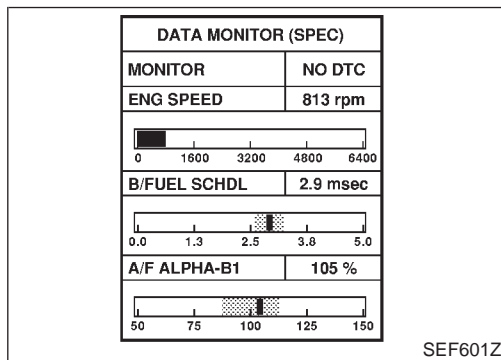 DATA MONITOR (SPEC)
MONITOR NO DTC
ENG SPEED 813 rpm
0 1600 3200 4800 6400
B/FUEL SCHDL 2.9 msec
0.0 1.3 2.5 3.8 5.0
A/F ALPHA-B1 105 %
50 75 100 125 150
SEF601Z